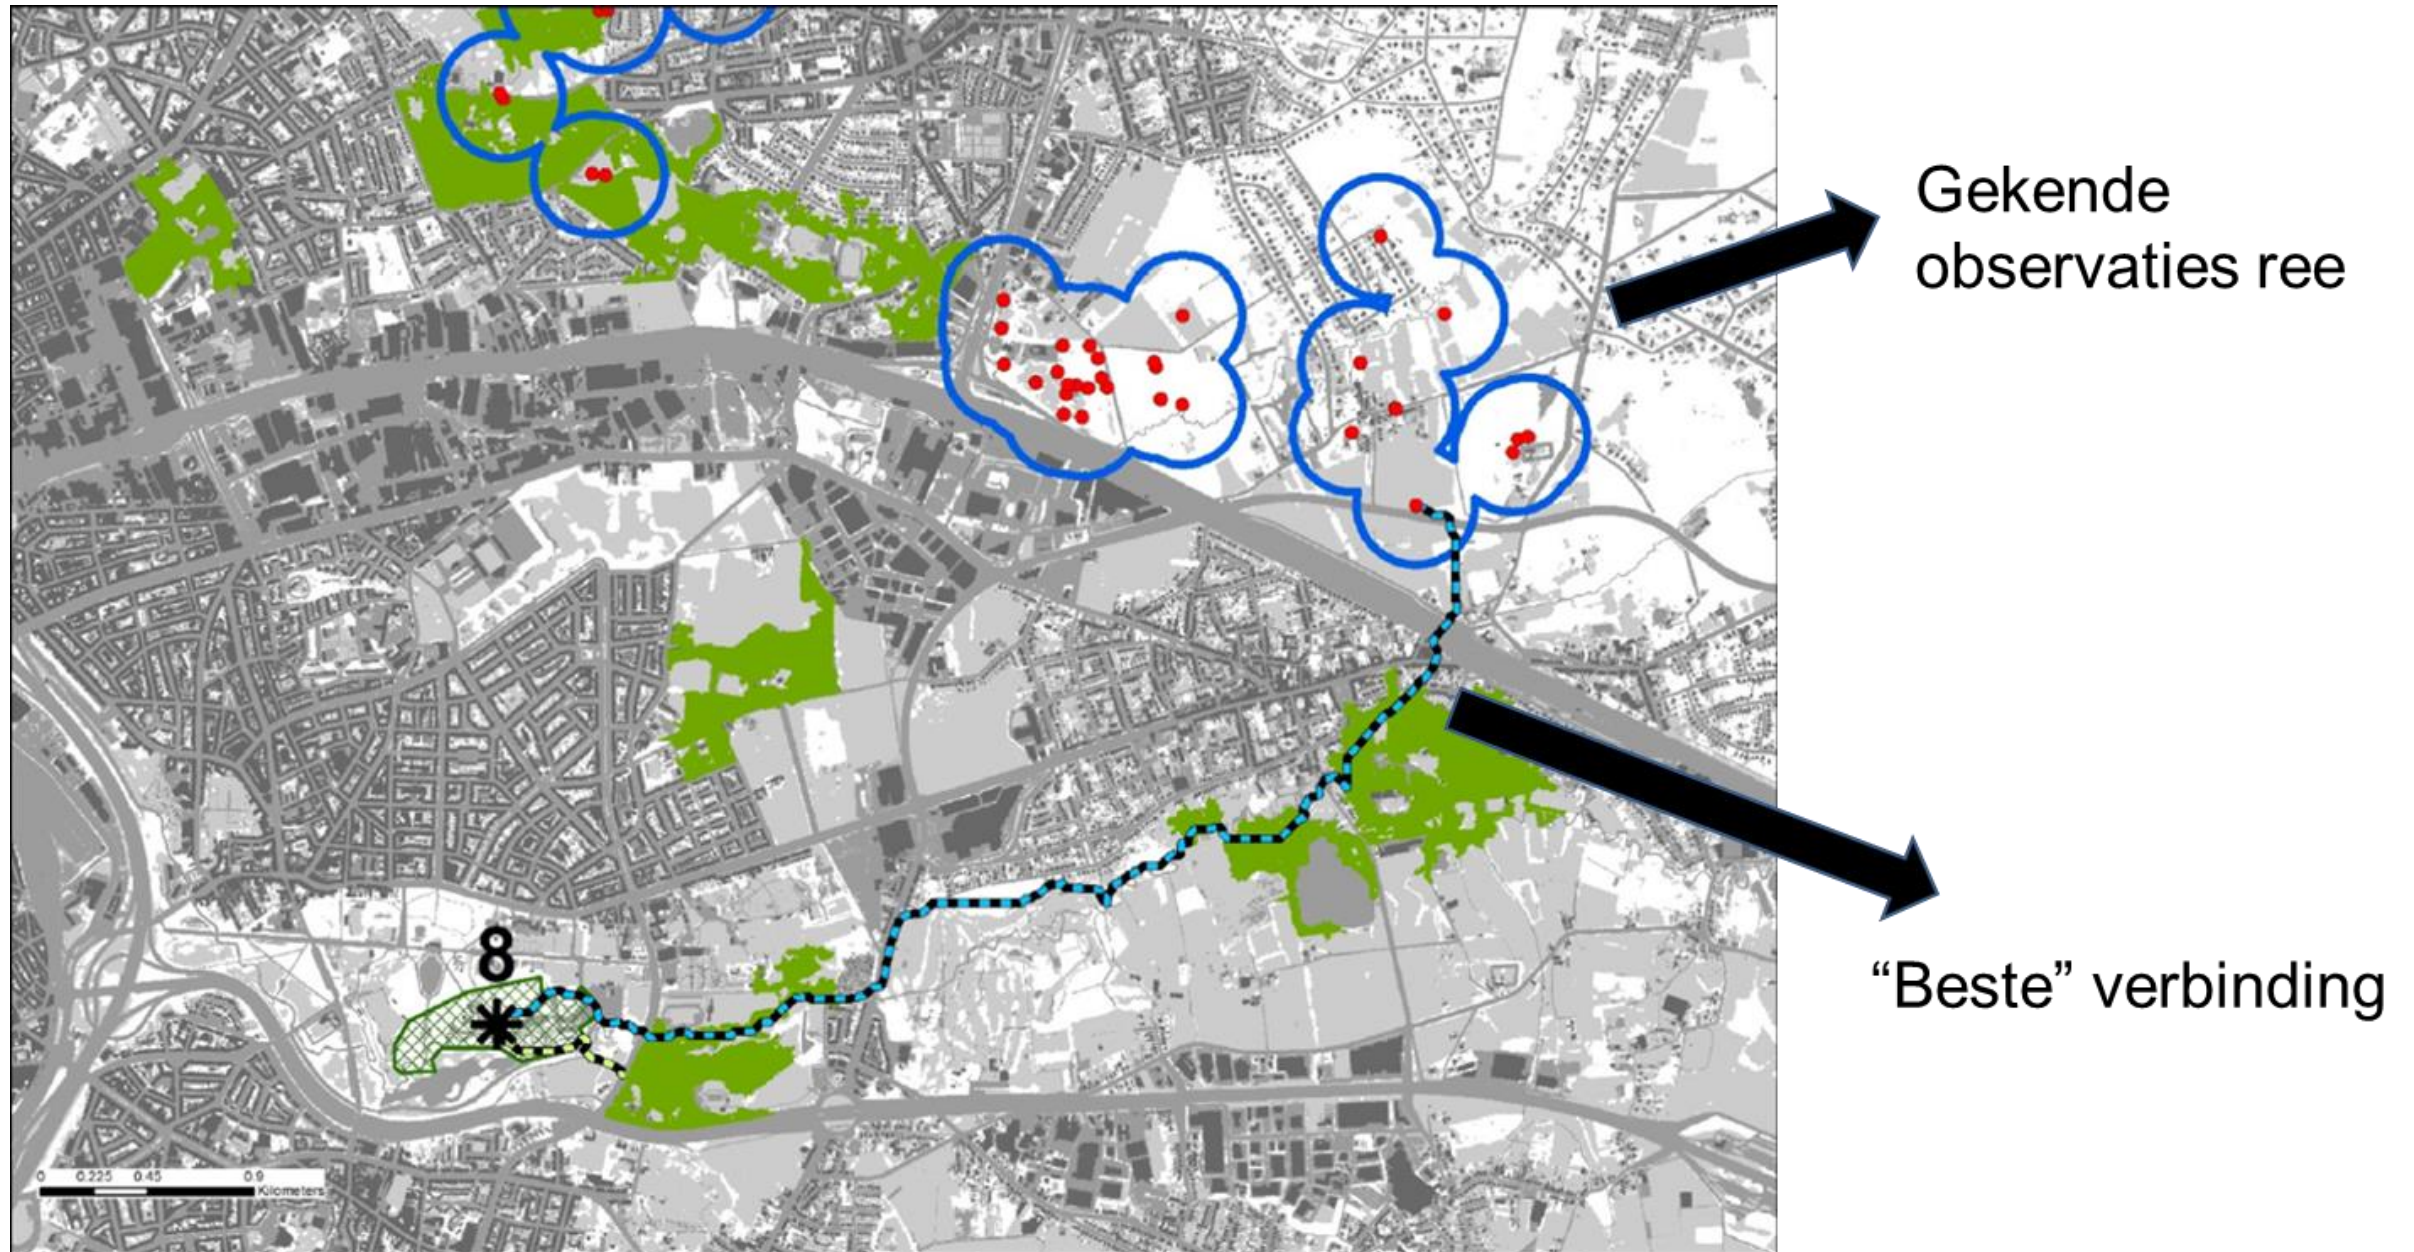 Gekende
observaties ree
“Beste” verbinding
8
0 0.225 0.45 0.9
Kilometers